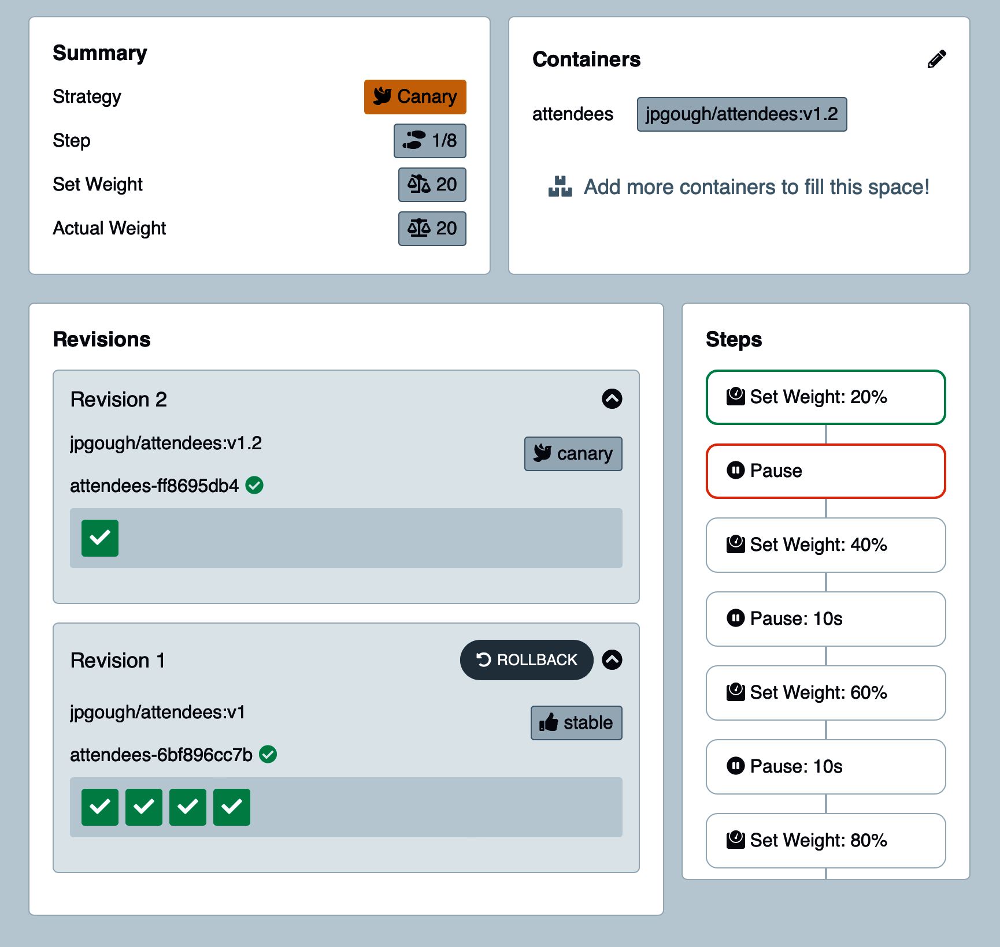 Summary
Strategy
Canary
Step
1/8
Set Weight
20
Actual Weight
20
Containers
attendees
jpgough/attendees:v1.2
Add more containers to fill this space!
Revisions
Revision 2
jpgough/attendees:v1.2
canary
attendees-ff8695db4
Revision 1
ROLLBACK
jpgough/attendees:v1
stable
attendees-6bf896cc7b
Steps
Set Weight: 20%
Pause
Set Weight: 40%
Pause: 10s
Set Weight: 60%
Pause: 10s
Set Weight: 80%